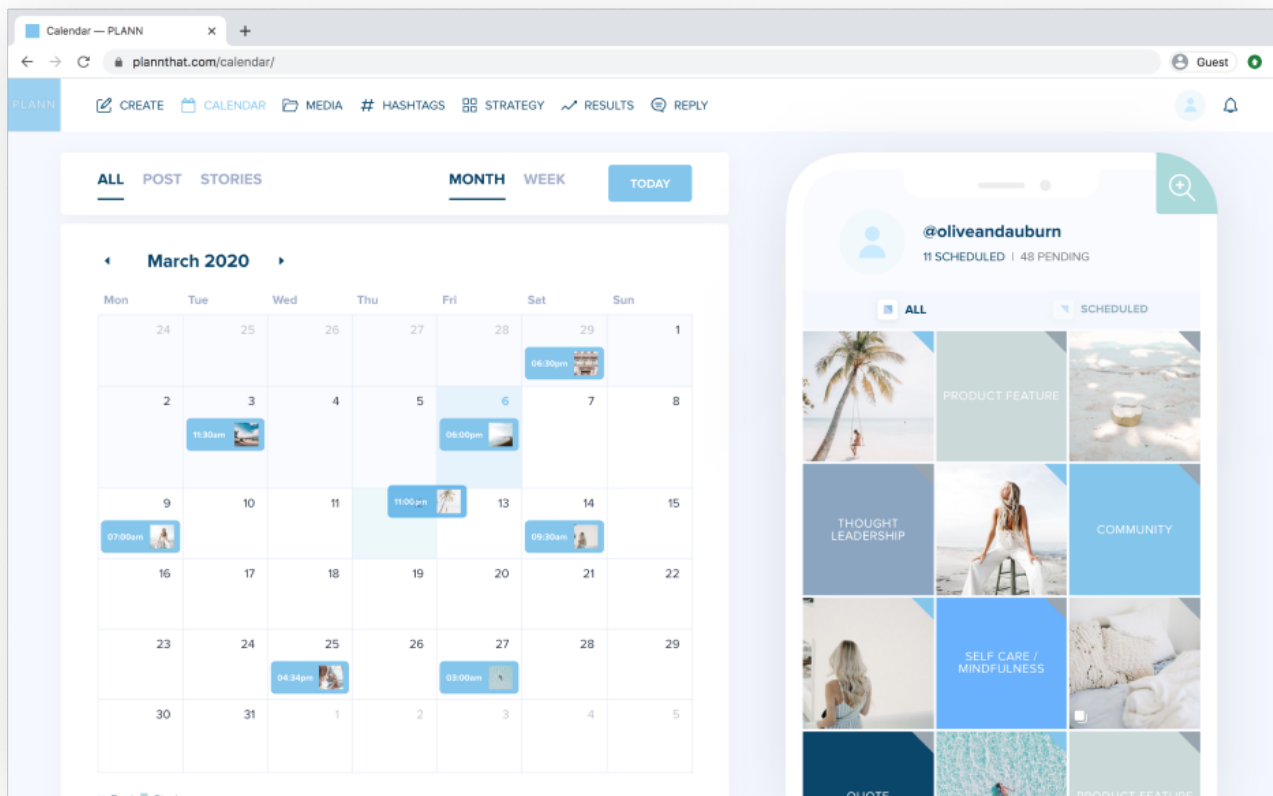 Calendar — PLANN
plannthat.com/calendar/
Guest
PLANN
CREATE CALENDAR MEDIA HASHTAGS STRATEGY RESULTS REPLY
ALL POST STORIES MONTH WEEK TODAY
March 2020
Mon Tue Wed Thu Fri Sat Sun
24 25 26 27 28 29 1
06:30pm
2 3 4 5 6 7 8
11:30am 06:00pm
11:00pm
9 10 11 13 14 15
07:00am 09:30am
16 17 18 19 20 21 22
23 24 25 26 27 28 29
04:34pm 03:00am
30 31 1 2 3 4 5
@oliveandauburn
11 SCHEDULED | 48 PENDING
ALL SCHEDULED
PRODUCT FEATURE
THOUGHT
LEADERSHIP
COMMUNITY
SELF CARE /
MINDFULNESS
QUOTE
PRODUCT FEATURE